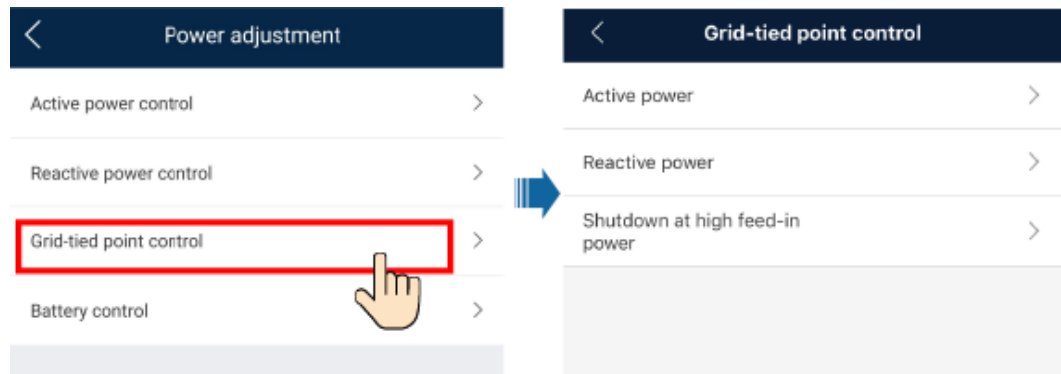 Power adjustment
Active power control
Reactive power control
Grid-tied point control
Battery control
Grid-tied point control
Active power
Reactive power
Shutdown at high feed-in
power